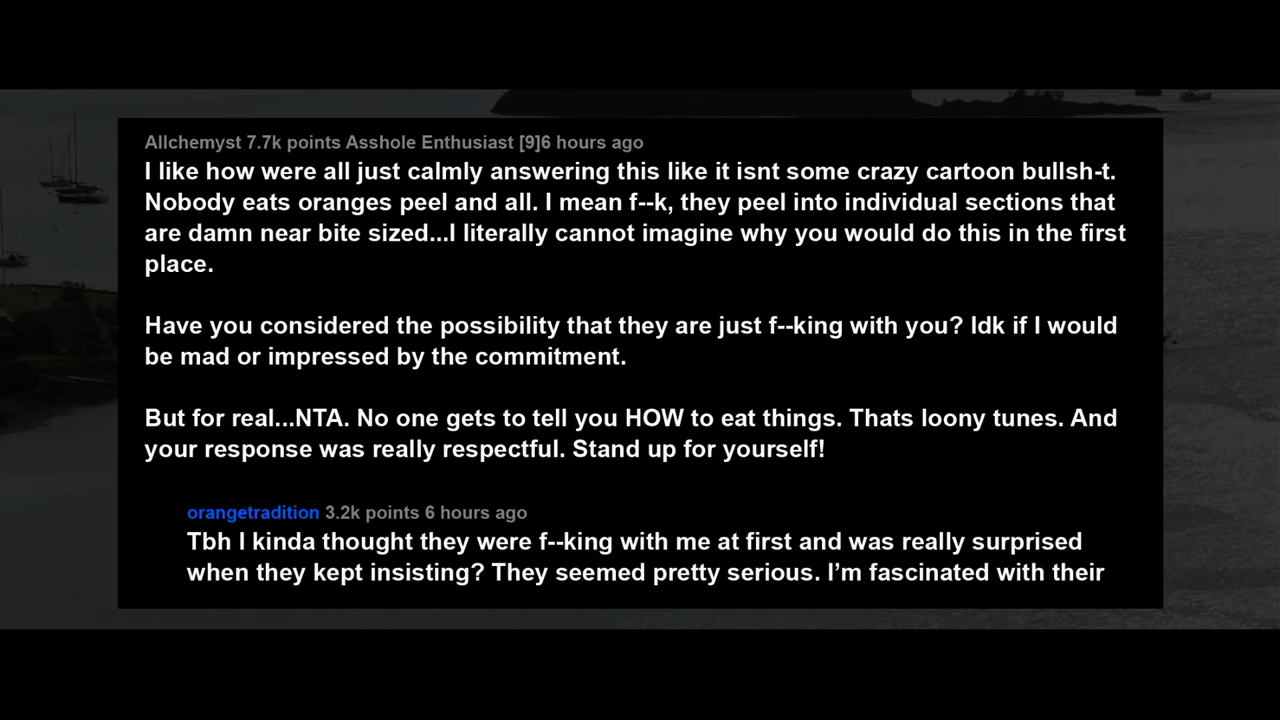 Allchemyst 7.7k points Asshole Enthusiast [9]6 hours ago
I like how were all just calmly answering this like it isnt some crazy cartoon bullsh-t.
Nobody eats oranges peel and all. I mean f--k, they peel into individual sections that
are damn near bite sized...I literally cannot imagine why you would do this in the first
place.
Have you considered the possibility that they are just f--king with you? Idk if I would
be mad or impressed by the commitment.
But for real...NTA. No one gets to tell you HOW to eat things. Thats loony tunes. And
your response was really respectful. Stand up for yourself!
orangetradition 3.2k points 6 hours ago
Tbh I kinda thought they were f--king with me at first and was really surprised
when they kept insisting? They seemed pretty serious. I’m fascinated with their